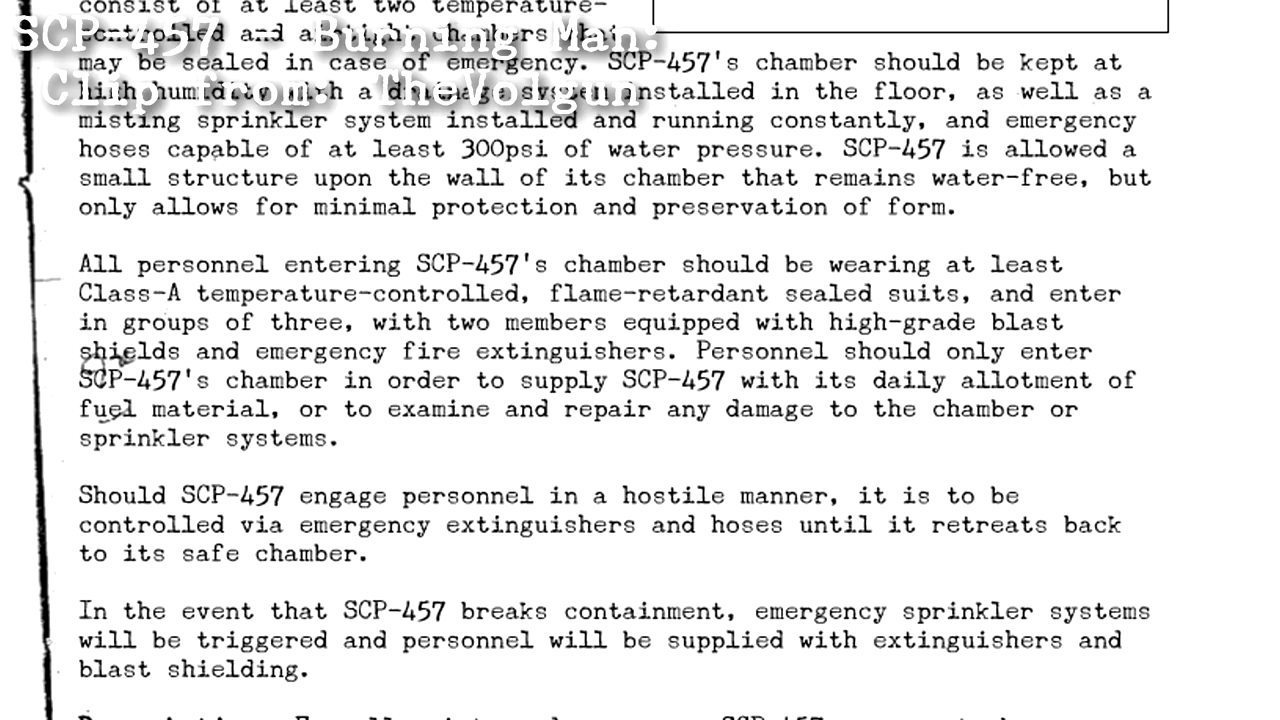 consist of at least two temperature-
SCP-457 - Burning Man.
controlled and airtight chambers that
may be sealed in case of emergency. SCP-457's chamber should be kept at
Clip from: TheVolgun
high humidity with a drainage system installed in the floor, as well as a
misting sprinkler system installed and running constantly, and emergency
hoses capable of at least 300psi of water pressure. SCP-457 is allowed a
small structure upon the wall of its chamber that remains water-free, but
only allows for minimal protection and preservation of form.
All personnel entering SCP-457's chamber should be wearing at least
Class-A temperature-controlled, flame-retardant sealed suits, and enter
in groups of three, with two members equipped with high-grade blast
shields and emergency fire extinguishers. Personnel should only enter
SCP-457's chamber in order to supply SCP-457 with its daily allotment of
fuel material, or to examine and repair any damage to the chamber or
sprinkler systems.
Should SCP-457 engage personnel in a hostile manner, it is to be
controlled via emergency extinguishers and hoses until it retreats back
to its safe chamber.
In the event that SCP-457 breaks containment, emergency sprinkler systems
will be triggered and personnel will be supplied with extinguishers and
blast shielding.